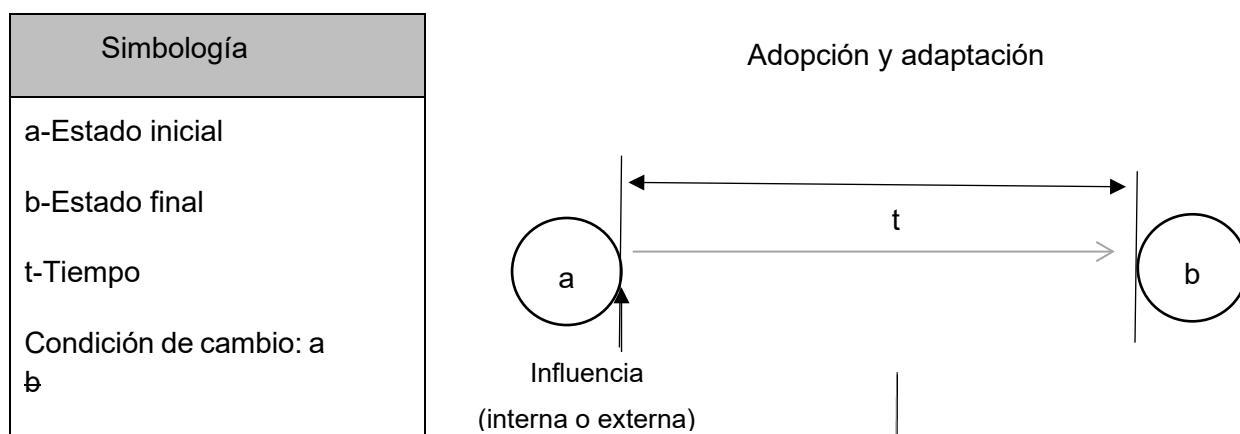 Simbología
a-Estado inicial
b-Estado final
t-Tiempo
Condición de cambio: a
b
Adopción y adaptación
t
a
b
Influencia
(interna o externa)